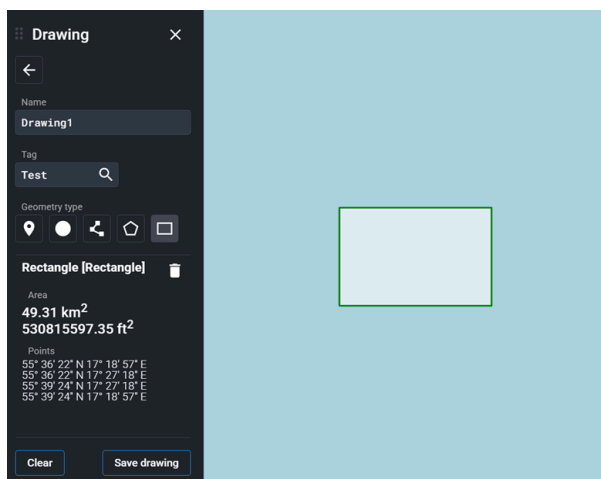 Drawing
Name
Drawing1
Tag
Test
Geometry type
Rectangle [Rectangle]
Area
49.31 km²
530815597.35 ft²
Points
55° 36' 22" N 17° 18' 57" E
55° 36' 22" N 17° 27' 18" E
55° 39' 24" N 17° 27' 18" E
55° 39' 24" N 17° 18' 57" E
Clear
Save drawing